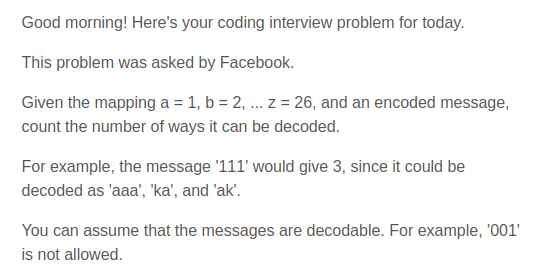 Good morning! Here's your coding interview problem for today.
This problem was asked by Facebook.
Given the mapping a = 1, b = 2, ... z = 26, and an encoded message,
count the number of ways it can be decoded.
For example, the message '111' would give 3, since it could be
decoded as 'aaa', 'ka', and 'ak'.
You can assume that the messages are decodable. For example, '001'
is not allowed.